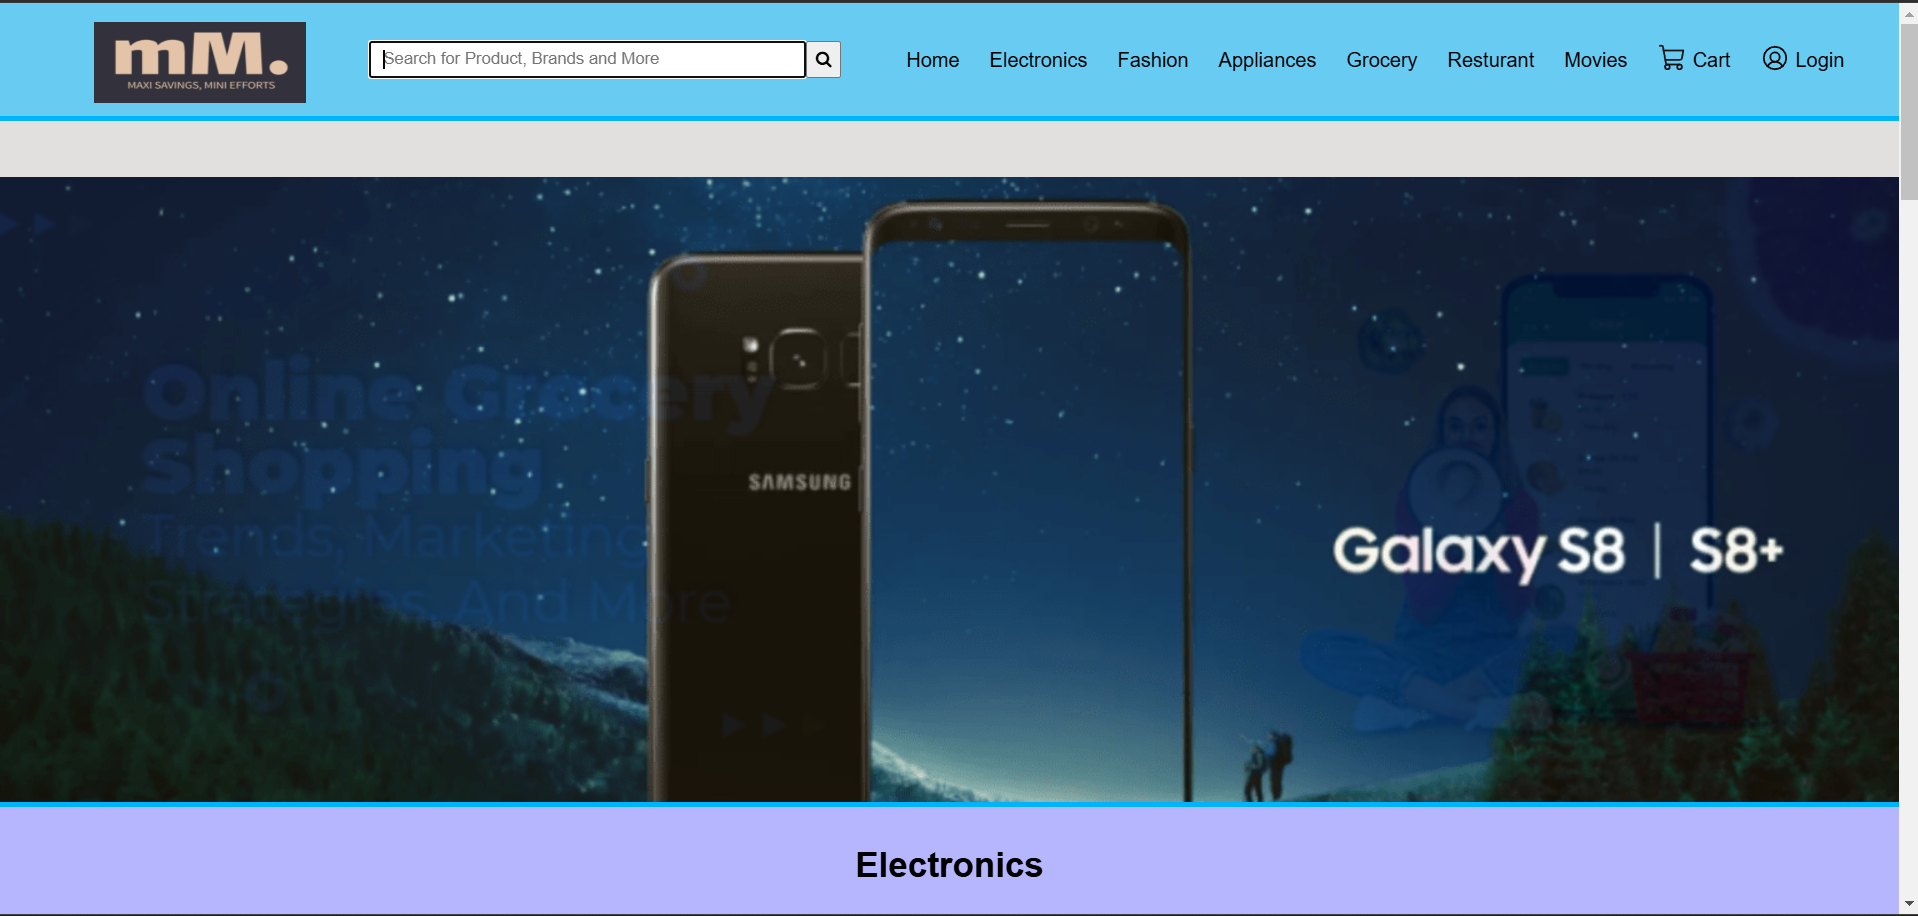 mM.
MAXI SAVINGS, MINI EFFORTS
Search for Product, Brands and More
Home
Electronics
Fashion
Appliances
Grocery
Resturant
Movies
Cart
Login
Online Grocery
Shopping
Trends, Marketing
Strategies, And More
SAMSUNG
Galaxy S8 | S8+
Electronics